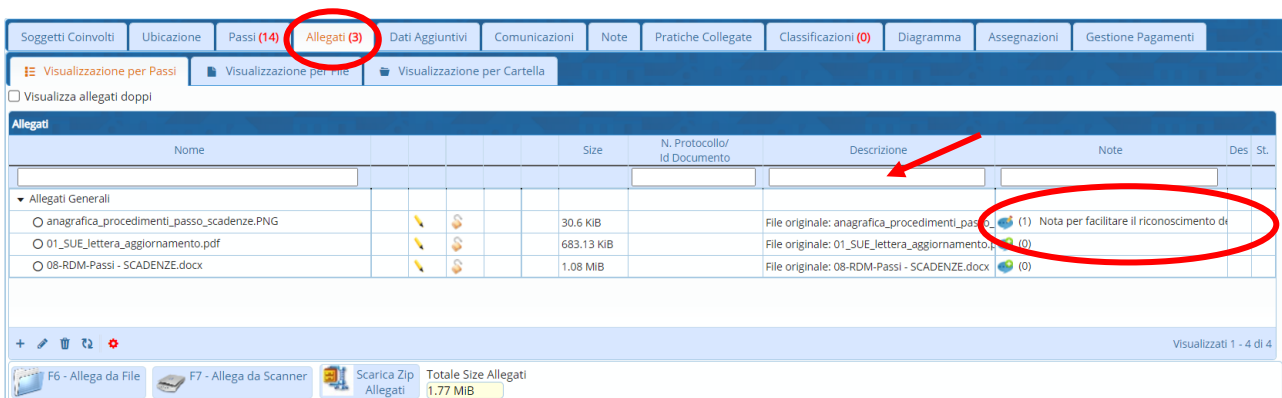 Soggetti Coinvolti Ubicazione Passi (14) Allegati (3) Dati Aggiuntivi Comunicazioni Note Pratiche Collegate Classificazioni (0) Diagramma Assegnazioni Gestione Pagamenti
Visualizzazione per Passi Visualizzazione per File Visualizzazione per Cartella
Visualizza allegati doppi
Allegati
Nome Size N. Protocollo/ Id Documento Descrizione Note Des St.
Allegati Generali
anagrafica_procedimenti_passo_scadenze.PNG 30.6 KiB File originale: anagrafica_procedimenti_passo_ (1) Nota per facilitare il riconoscimento de
01_SUE_lettera_aggiornamento.pdf 683.13 KiB File originale: 01_SUE_lettera_aggiornamento.p (0)
08-RDM-Passi - SCADENZE.docx 1.08 MiB File originale: 08-RDM-Passi - SCADENZE.docx (0)
Visualizzati 1 - 4 di 4
F6 - Allega da File F7 - Allega da Scanner Scarica Zip Allegati Totale Size Allegati
1.77 MiB